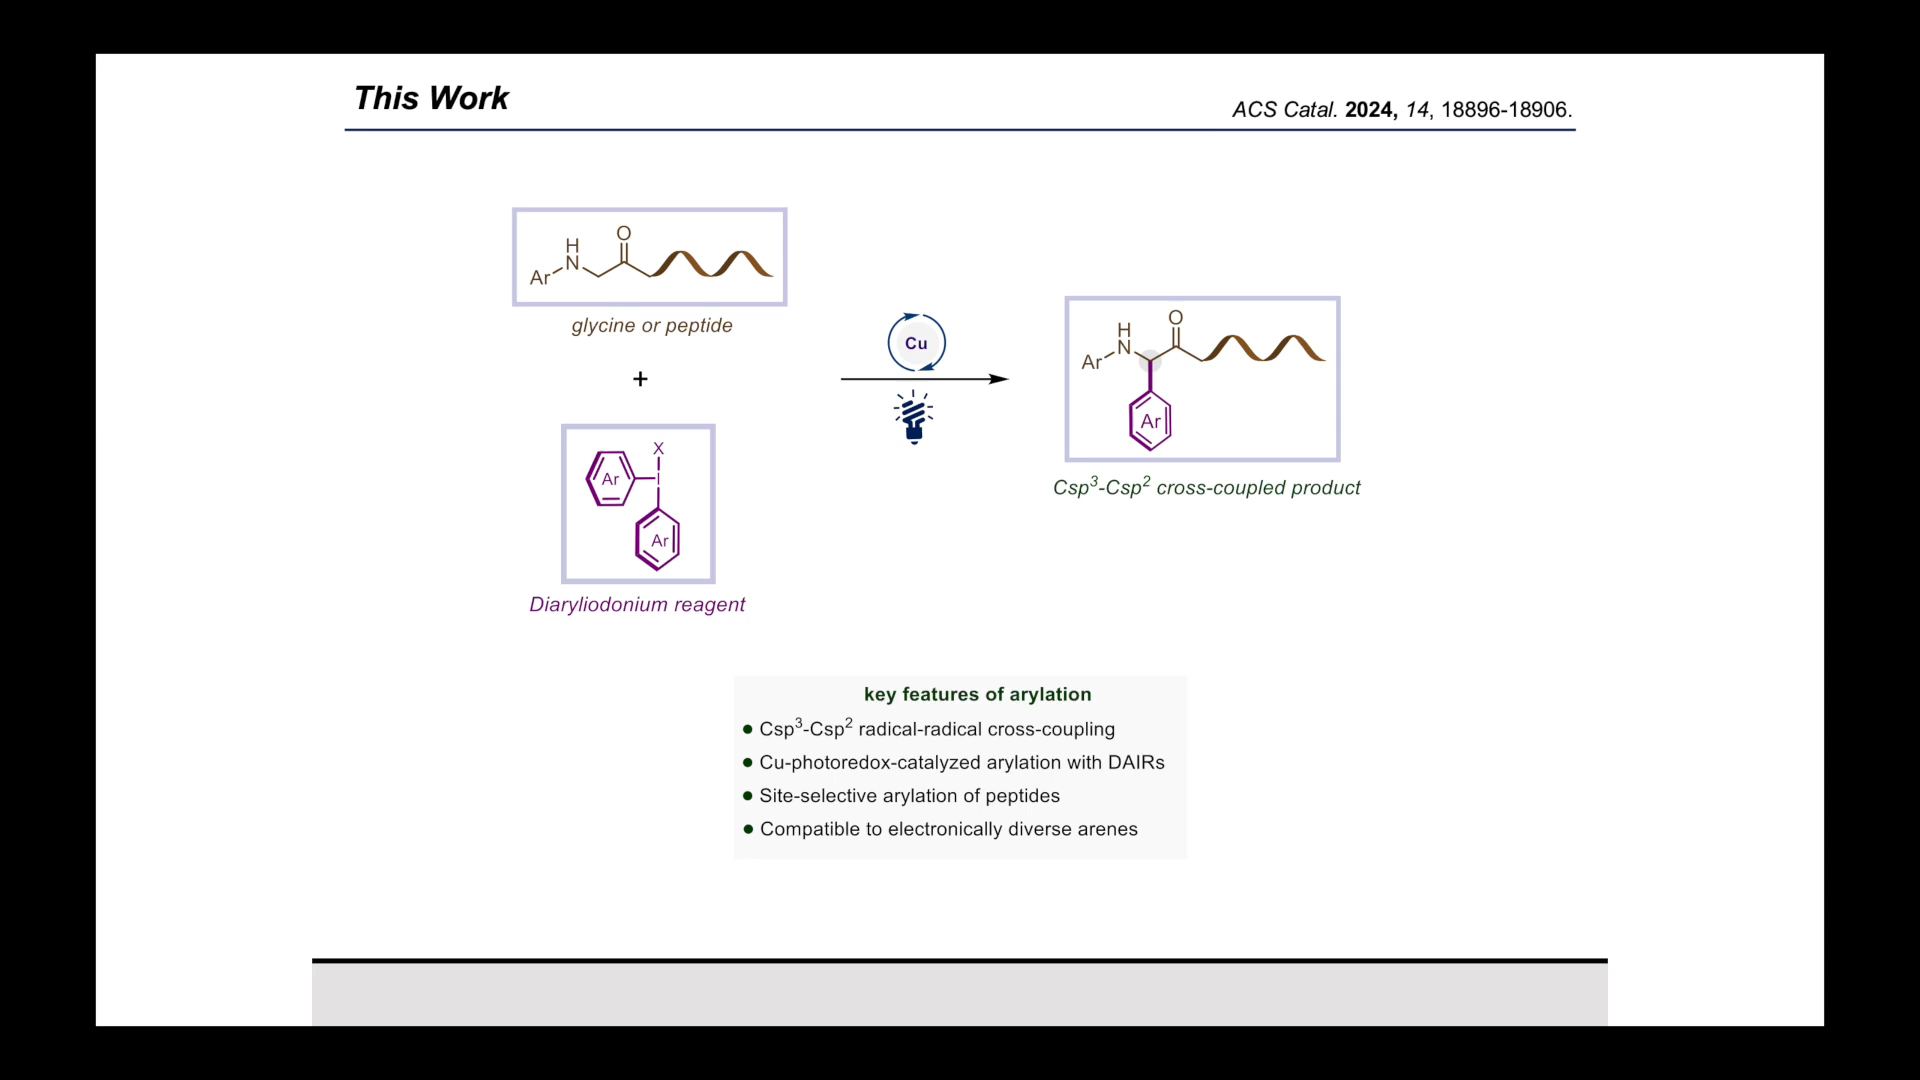 This Work
ACS Catal. 2024, 14, 18896-18906.
O
H
N
Ar
glycine or peptide
+
X
Ar
I
Ar
Diaryliodonium reagent
Cu
O
H
N
Ar
Ar
Csp³-Csp² cross-coupled product
key features of arylation
● Csp³-Csp² radical-radical cross-coupling
● Cu-photoredox-catalyzed arylation with DAIRs
● Site-selective arylation of peptides
● Compatible to electronically diverse arenes